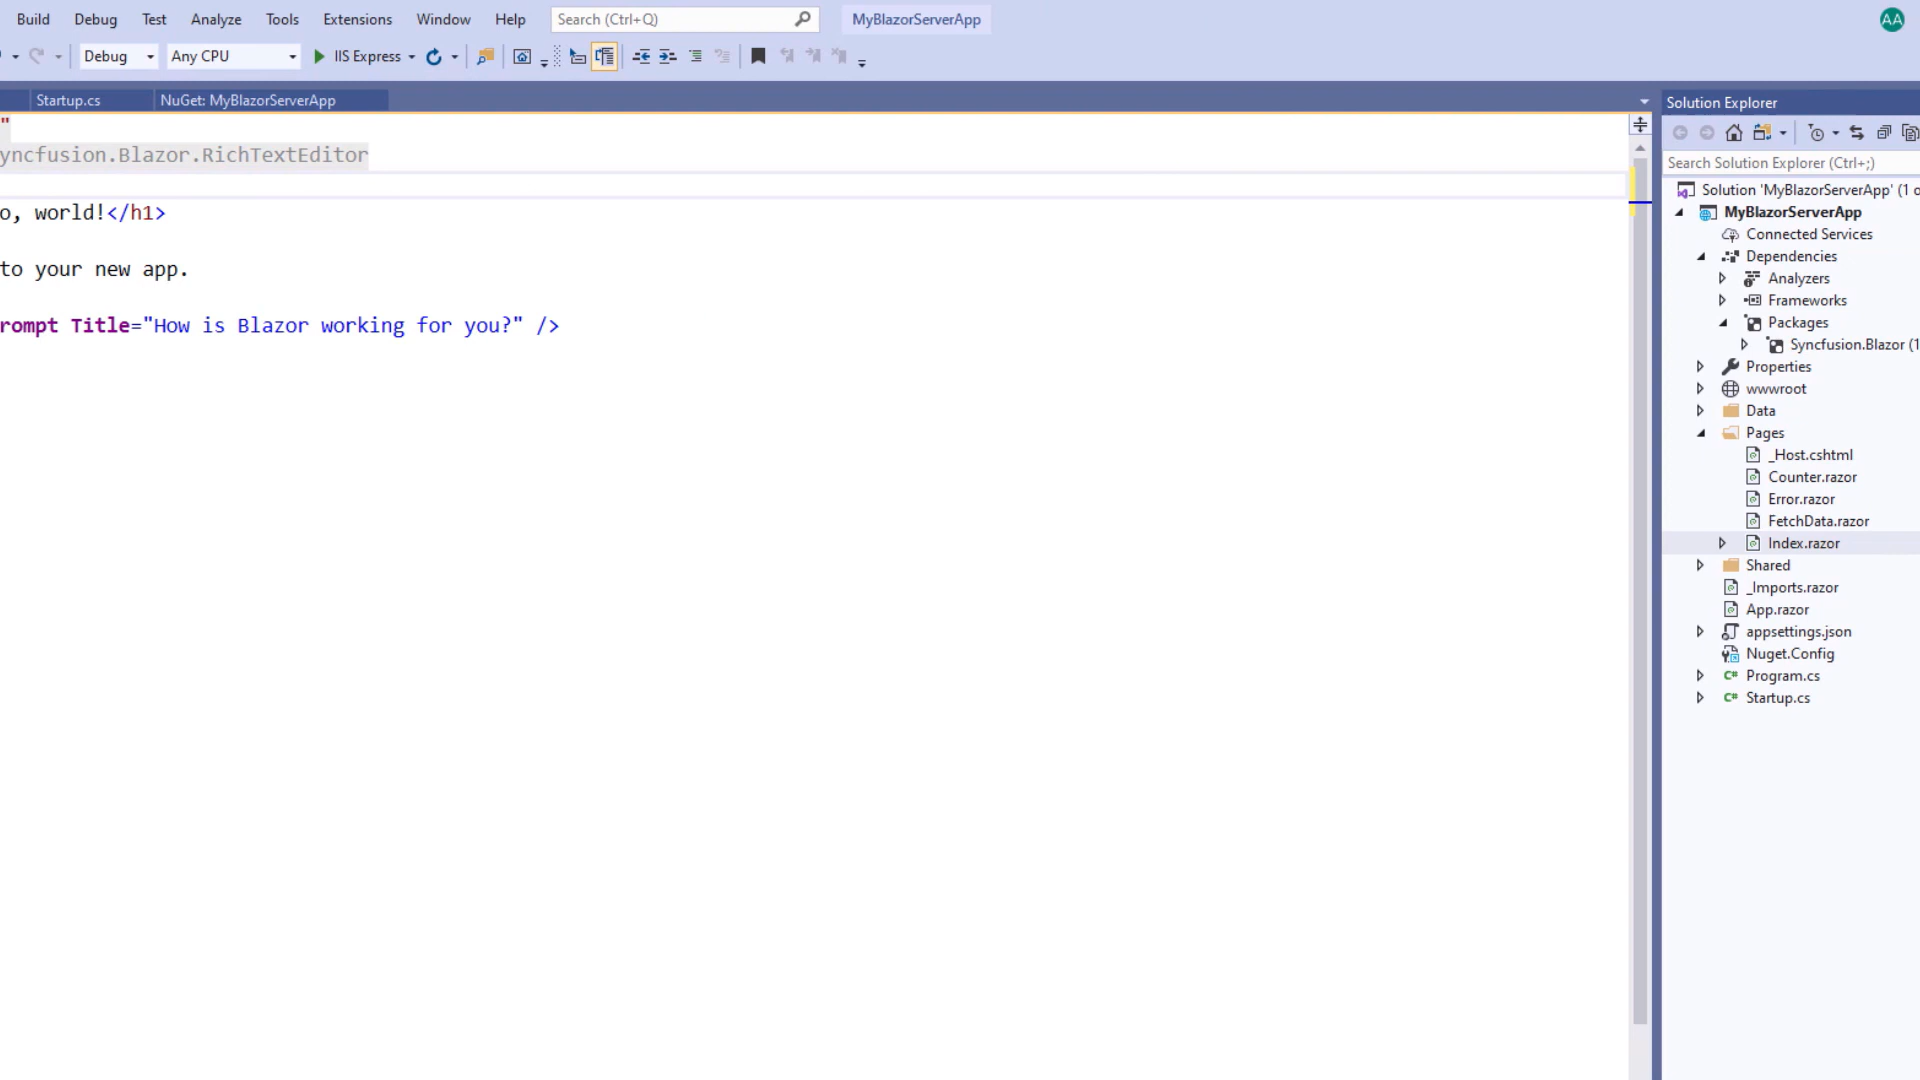 Build Debug Test Analyze Tools Extensions Window Help Search (Ctrl+Q) MyBlazorServerApp AA
Debug Any CPU IIS Express
Startup.cs NuGet: MyBlazorServerApp
"
yncfusion.Blazor.RichTextEditor
o, world!</h1>
to your new app.
rompt Title="How is Blazor working for you?" />
Solution Explorer
Search Solution Explorer (Ctrl+;)
Solution 'MyBlazorServerApp' (1 o
MyBlazorServerApp
Connected Services
Dependencies
Analyzers
Frameworks
Packages
Syncfusion.Blazor (1
Properties
wwwroot
Data
Pages
_Host.cshtml
Counter.razor
Error.razor
FetchData.razor
Index.razor
Shared
_Imports.razor
App.razor
appsettings.json
Nuget.Config
C# Program.cs
C# Startup.cs